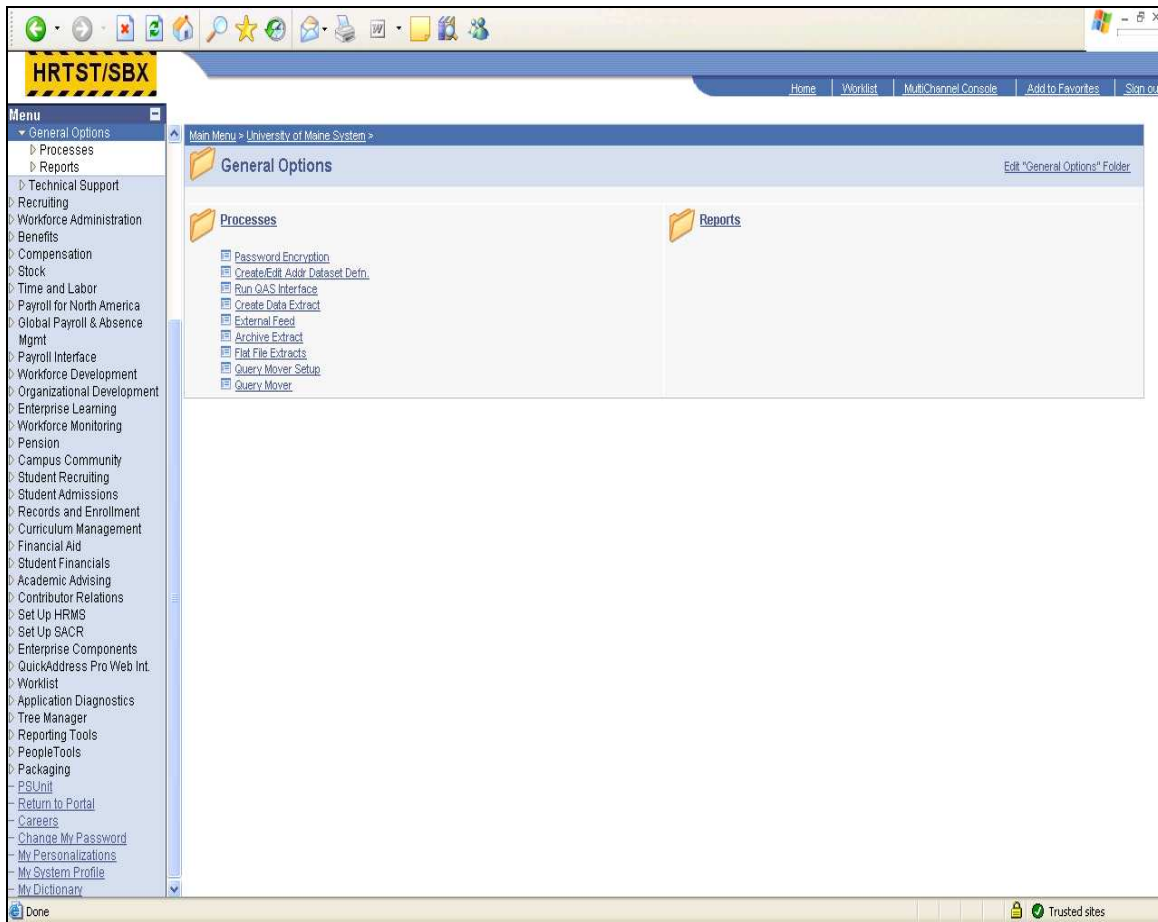 HRTST/SBX
Home Worklist MultiChannel Console Add to Favorites Sign ou
Menu
General Options
Processes
Reports
Technical Support
Recruiting
Workforce Administration
Benefits
Compensation
Stock
Time and Labor
Payroll for North America
Global Payroll & Absence
Mgmt
Payroll Interface
Workforce Development
Organizational Development
Enterprise Learning
Workforce Monitoring
Pension
Campus Community
Student Recruiting
Student Admissions
Records and Enrollment
Curriculum Management
Financial Aid
Student Financials
Academic Advising
Contributor Relations
Set Up HRMS
Set Up SACR
Enterprise Components
QuickAddress Pro Web Int.
Worklist
Application Diagnostics
Tree Manager
Reporting Tools
PeopleTools
Packaging
PSUnit
Return to Portal
Careers
Change My Password
My Personalizations
My System Profile
My Dictionary
Main Menu > University of Maine System >
General Options
Edit "General Options" Folder
Processes
Password Encryption
Create/Edit Addr Dataset Defn.
Run QAS Interface
Create Data Extract
External Feed
Archive Extract
Flat File Extracts
Query Mover Setup
Query Mover
Reports
Done
Trusted sites